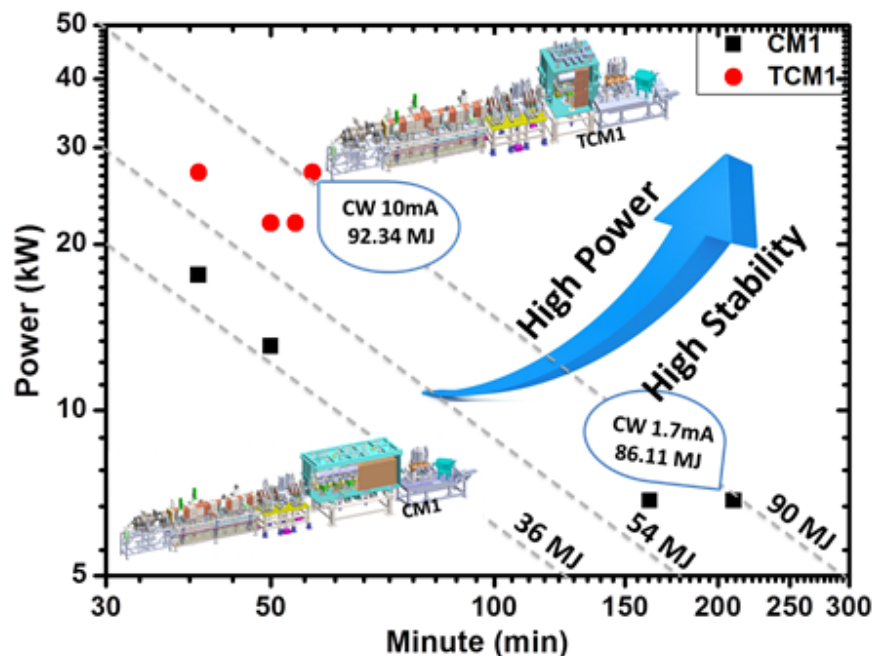 50
40
30
20
10
5
Power (kW)
CM1
TCM1
TCM1
CW 10mA
92.34 MJ
High Power
High Stability
CW 1.7mA
86.11 MJ
CM1
36 MJ
54 MJ
90 MJ
30
50
100
150
200
250
300
Minute (min)